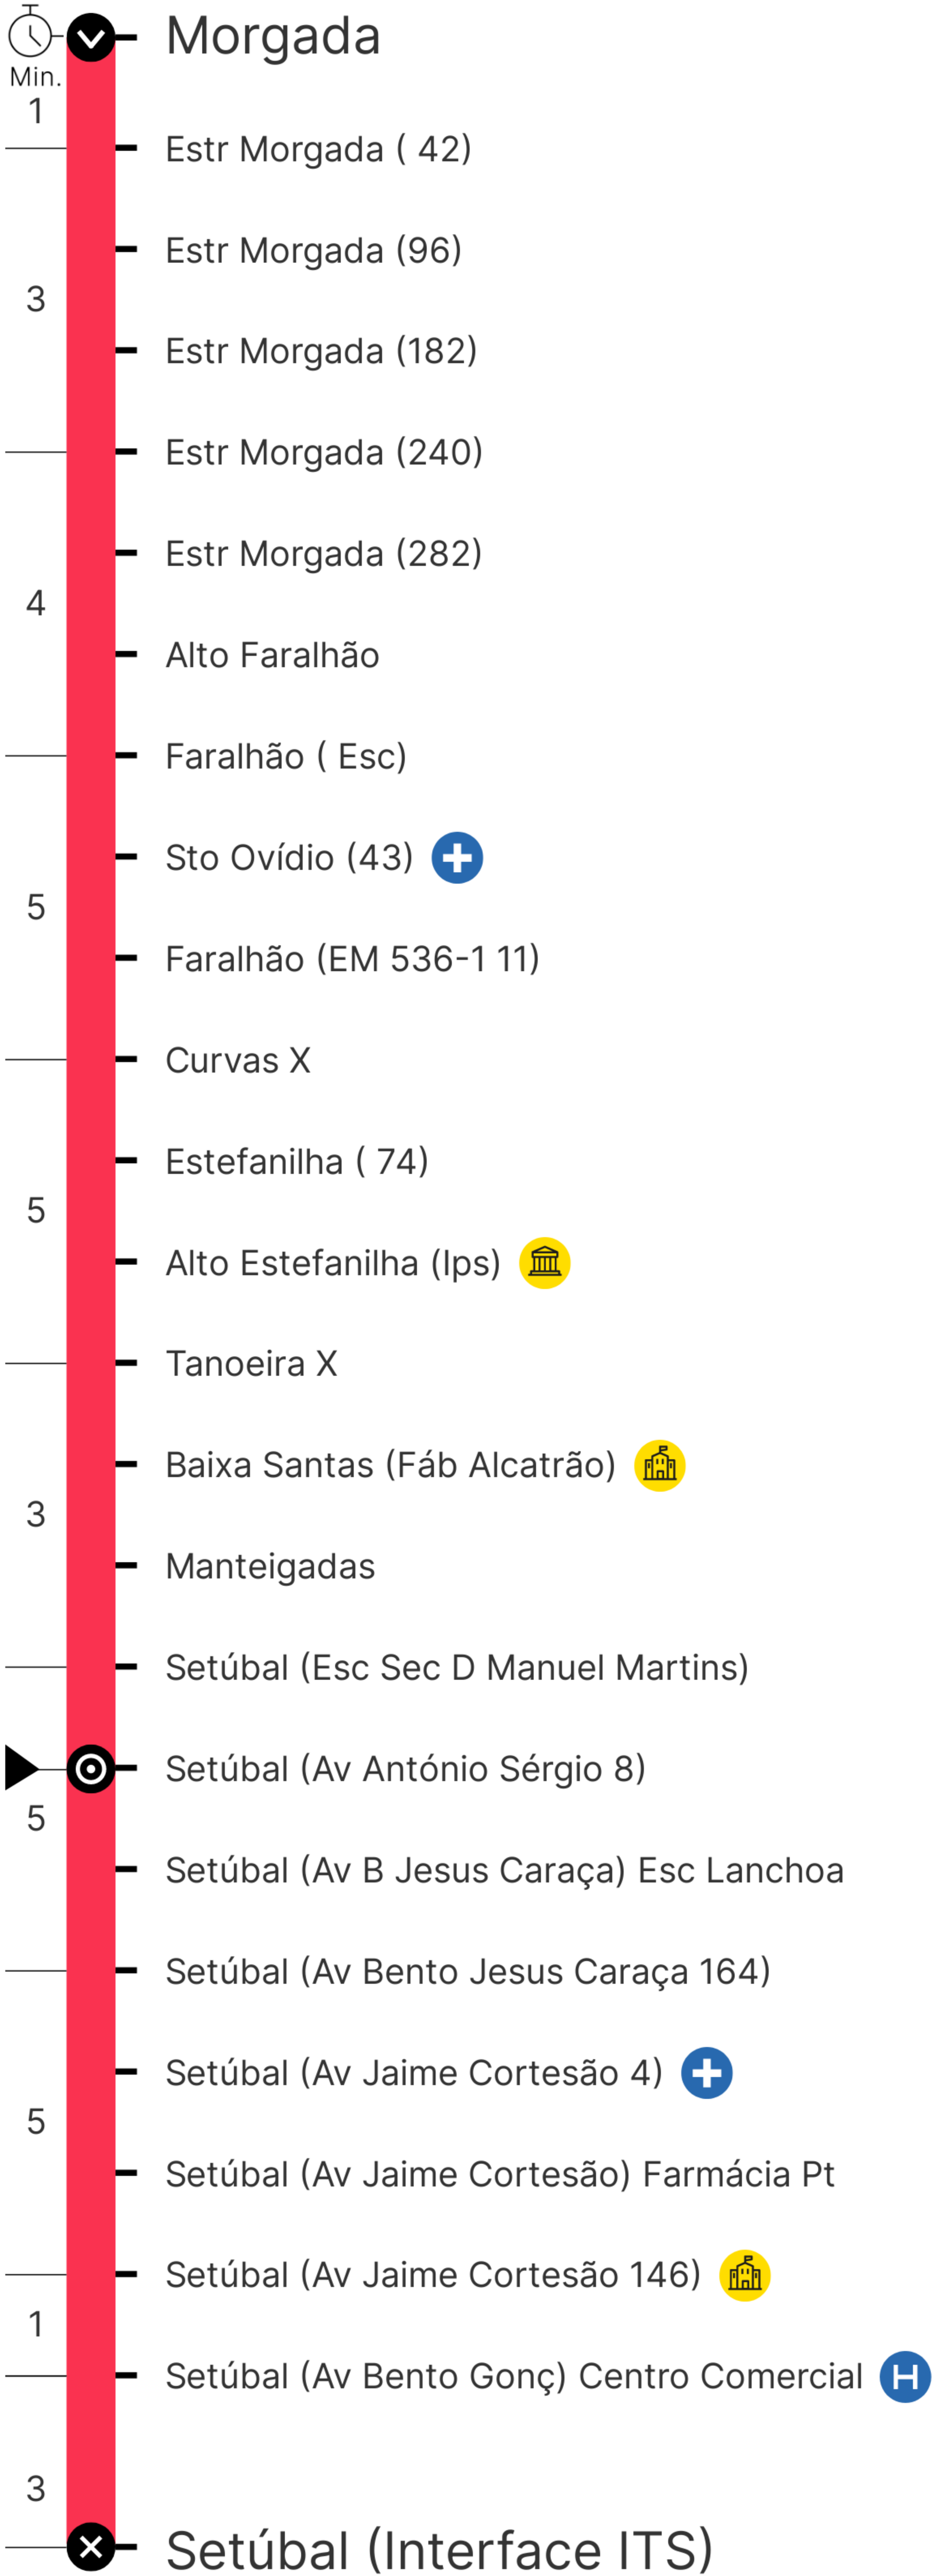 Morgada
Min.
1
Estr Morgada ( 42)
Estr Morgada (96)
3
Estr Morgada (182)
Estr Morgada (240)
Estr Morgada (282)
4
Alto Faralhão
Faralhão ( Esc)
Sto Ovídio (43)
5
Faralhão (EM 536-1 11)
Curvas X
Estefanilha ( 74)
5
Alto Estefanilha (Ips)
Tanoeira X
Baixa Santas (Fáb Alcatrão)
3
Manteigadas
Setúbal (Esc Sec D Manuel Martins)
Setúbal (Av António Sérgio 8)
5
Setúbal (Av B Jesus Caraça) Esc Lanchoa
Setúbal (Av Bento Jesus Caraça 164)
Setúbal (Av Jaime Cortesão 4)
5
Setúbal (Av Jaime Cortesão) Farmácia Pt
Setúbal (Av Jaime Cortesão 146)
1
Setúbal (Av Bento Gonç) Centro Comercial H
3
Setúbal (Interface ITS)